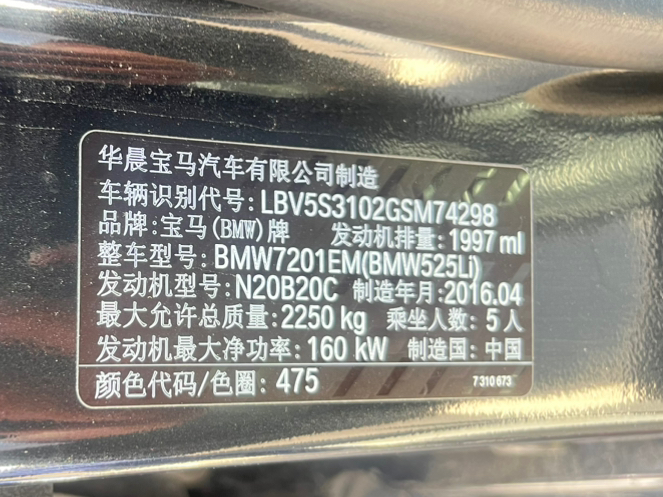 华晨宝马汽车有限公司制造
车辆识别代号: LBV5S3102GSM74298
品牌: 宝马(BMW)牌 发动机排量: 1997 ml
整车型号: BMW7201EM(BMW525Li)
发动机型号: N20B20C 制造年月: 2016.04
最大允许总质量: 2250 kg 乘坐人数: 5 人
发动机最大净功率: 160 kW 制造国: 中国
颜色代码/色圈: 475 7310673